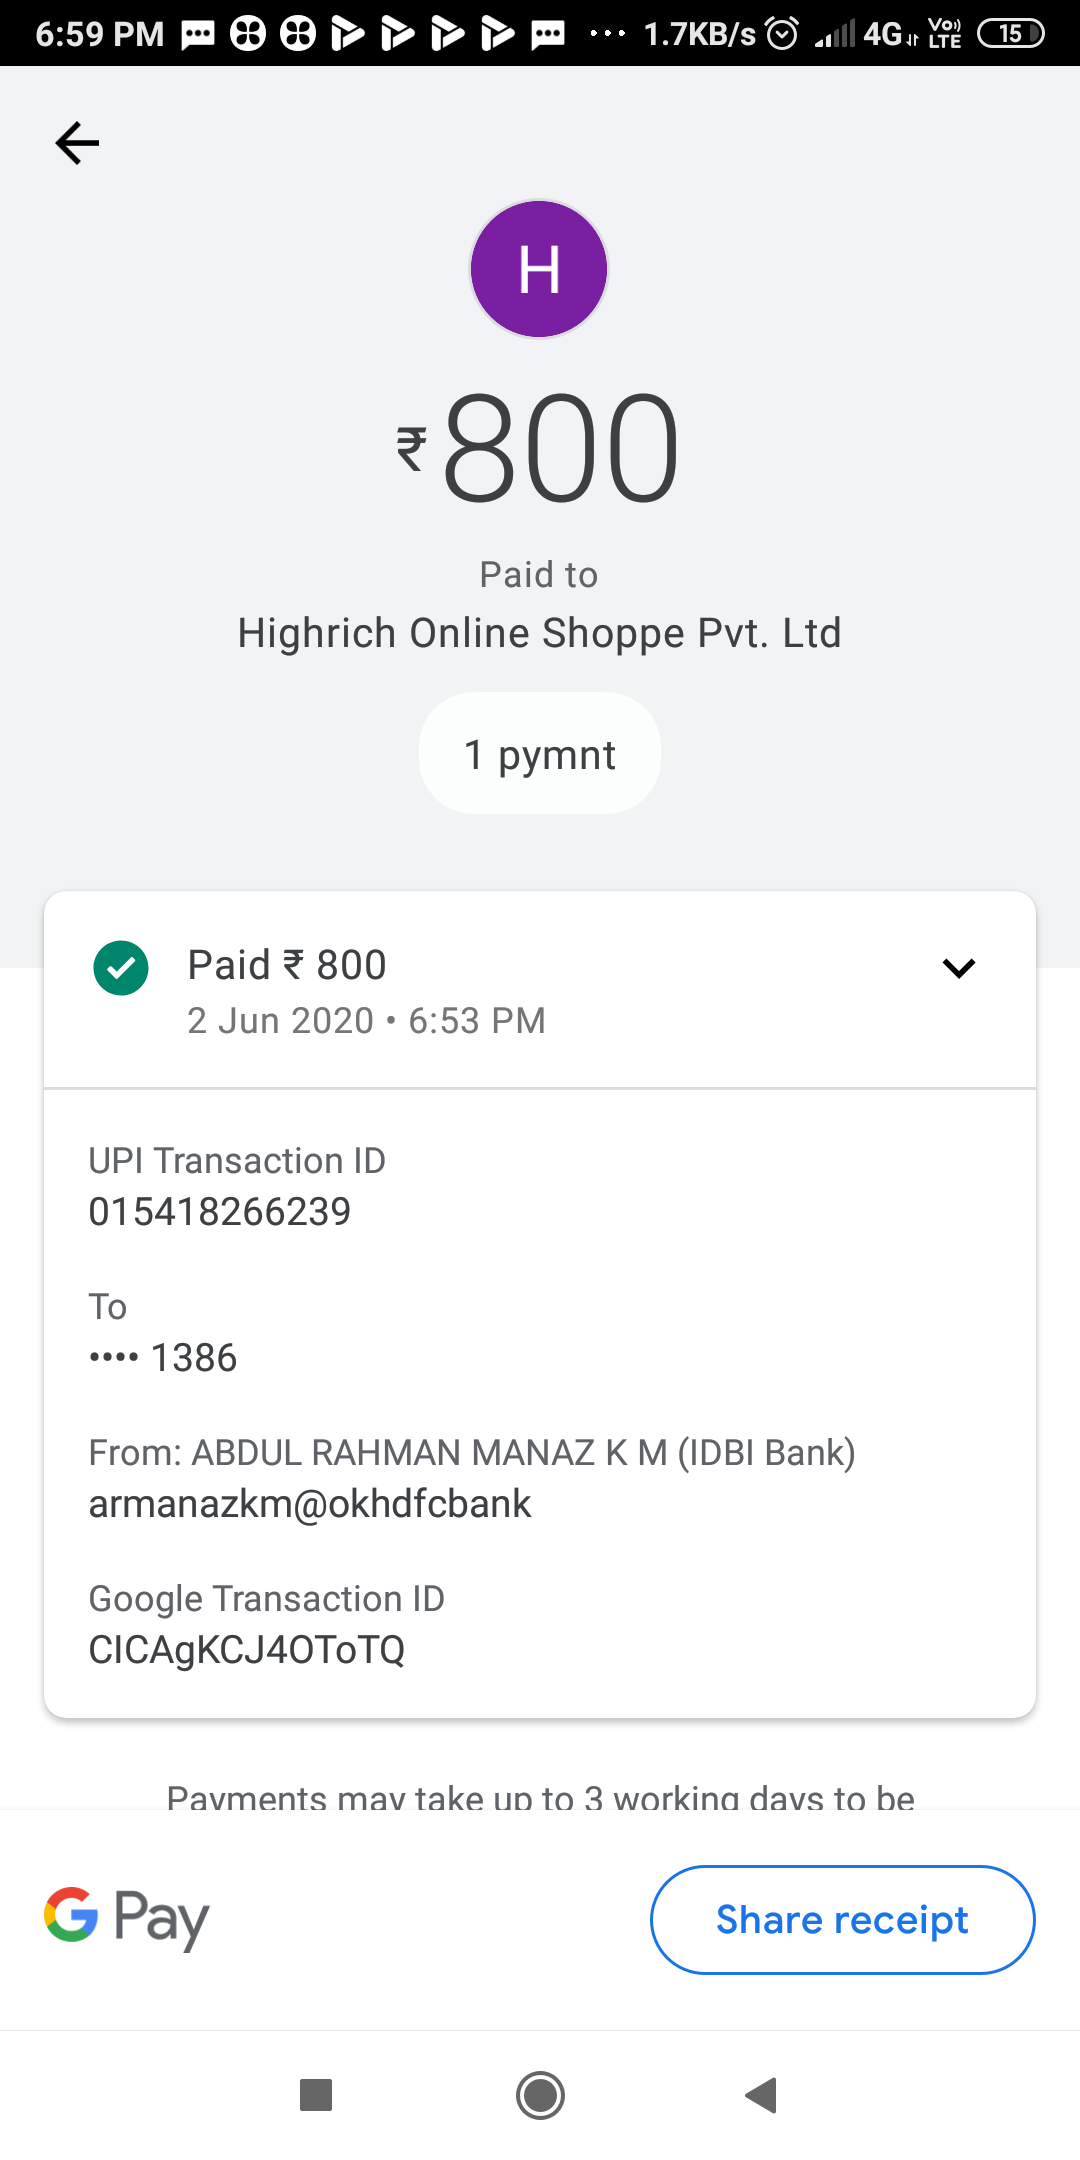 6:59 PM ... 1.7KB/s 4G Vo)) LTE 15
H
₹800
Paid to
Highrich Online Shoppe Pvt. Ltd
1 pymnt
Paid ₹ 800
2 Jun 2020 • 6:53 PM
UPI Transaction ID
015418266239
To
•••• 1386
From: ABDUL RAHMAN MANAZ K M (IDBI Bank)
armanazkm@okhdfcbank
Google Transaction ID
CICAgKCJ4OToTQ
Payments may take up to 3 working days to be
G Pay
Share receipt